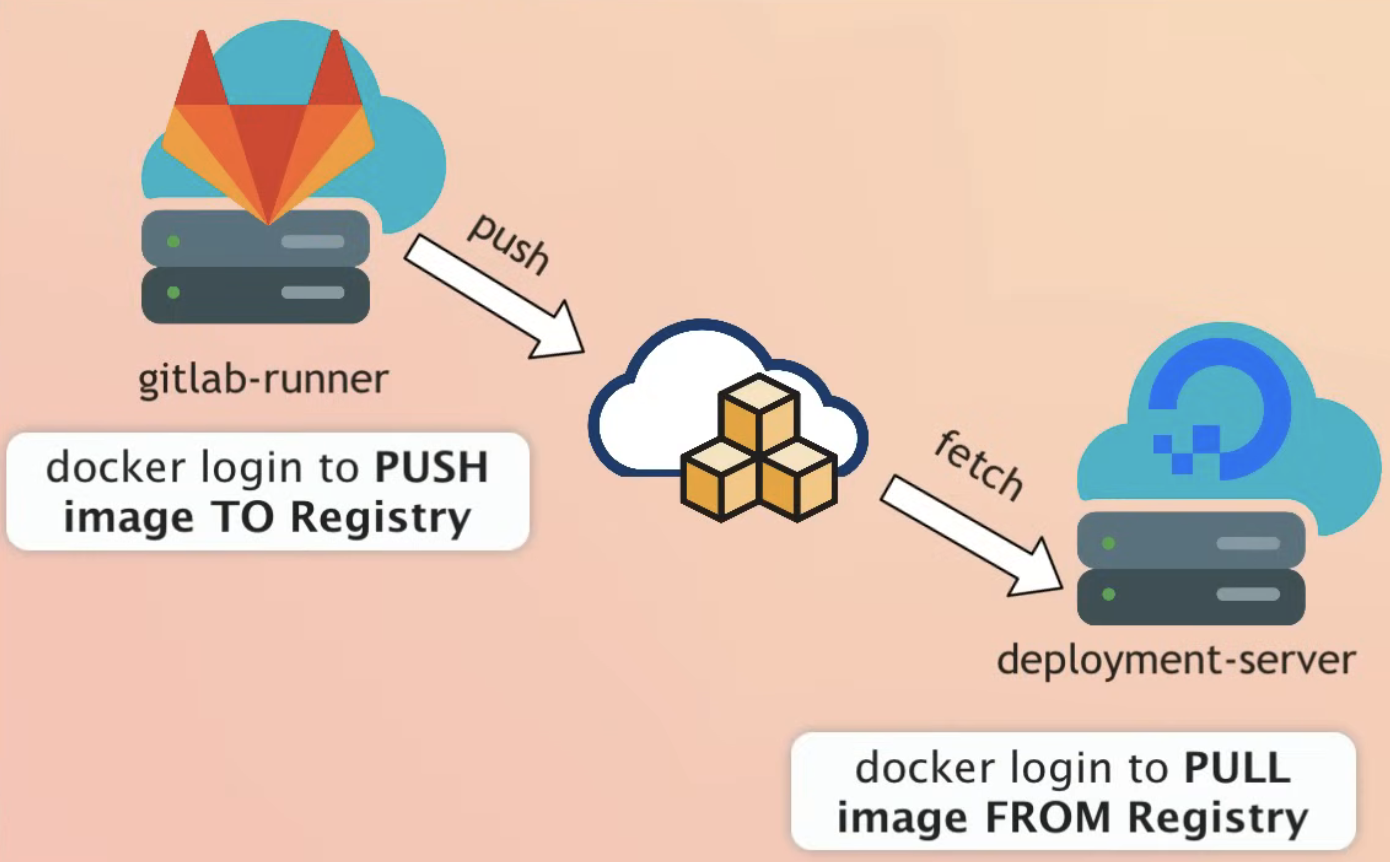 push
gitlab-runner
docker login to PUSH
image TO Registry
fetch
deployment-server
docker login to PULL
image FROM Registry